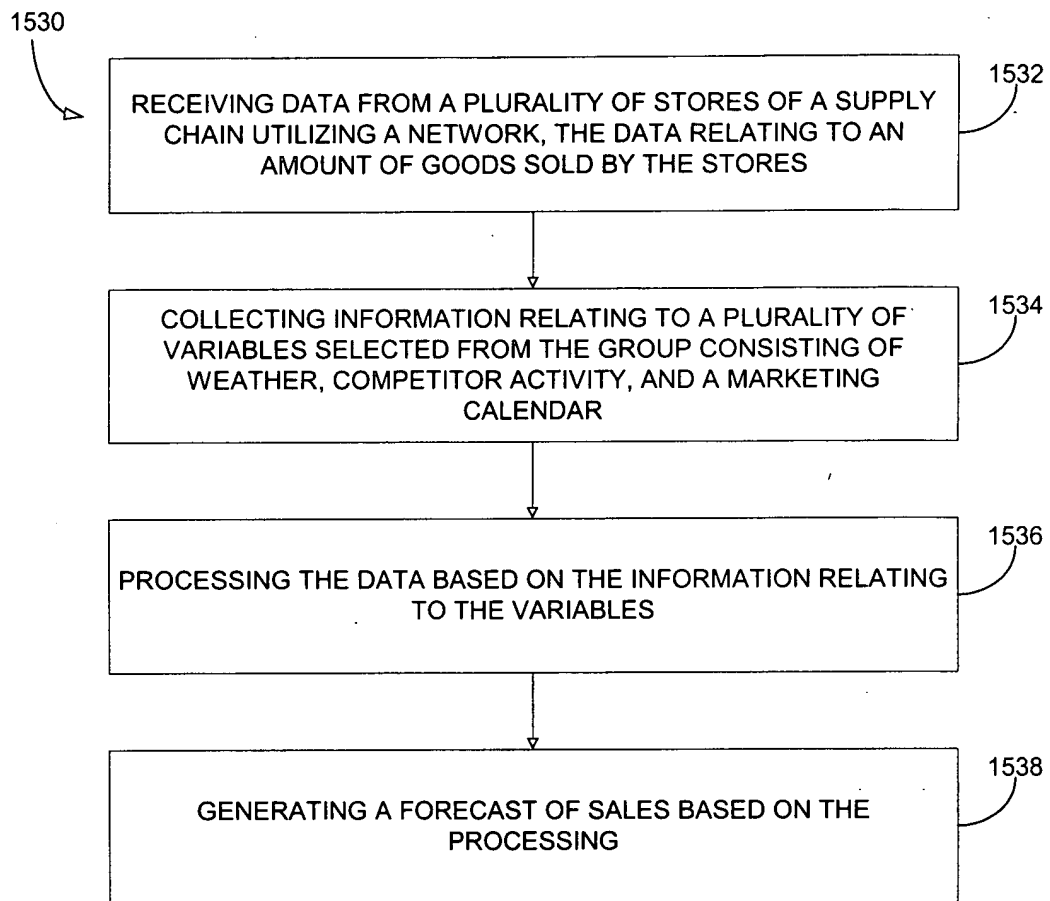 1530
1532
RECEIVING DATA FROM A PLURALITY OF STORES OF A SUPPLY
CHAIN UTILIZING A NETWORK, THE DATA RELATING TO AN
AMOUNT OF GOODS SOLD BY THE STORES
1534
COLLECTING INFORMATION RELATING TO A PLURALITY OF
VARIABLES SELECTED FROM THE GROUP CONSISTING OF
WEATHER, COMPETITOR ACTIVITY, AND A MARKETING
CALENDAR
1536
PROCESSING THE DATA BASED ON THE INFORMATION RELATING
TO THE VARIABLES
1538
GENERATING A FORECAST OF SALES BASED ON THE
PROCESSING